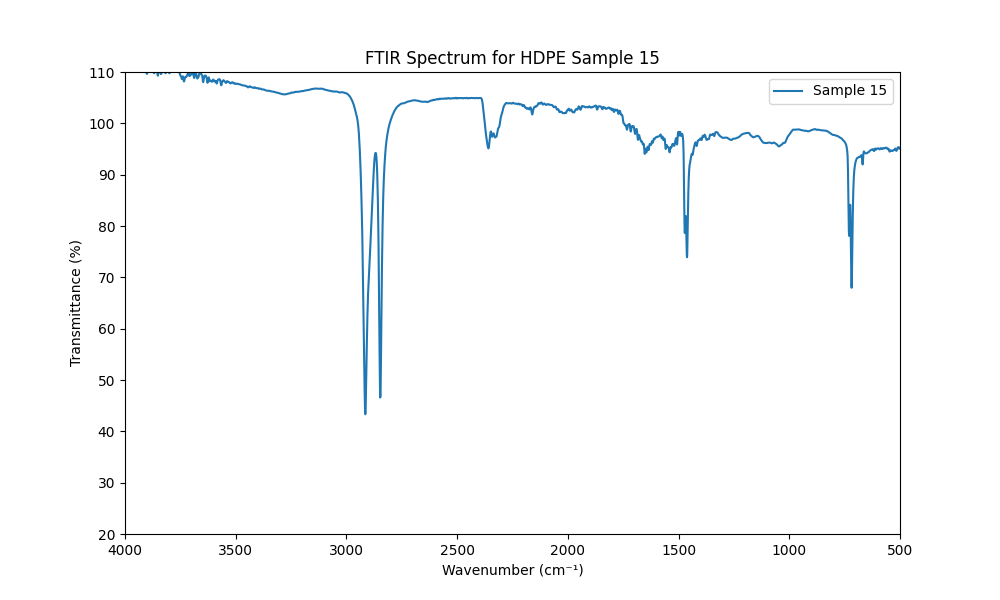 FTIR Spectrum for HDPE Sample 15
Sample 15
Transmittance (%)
110
100
90
80
70
60
50
40
30
20
4000 3500 3000 2500 2000 1500 1000 500
Wavenumber (cm⁻¹)